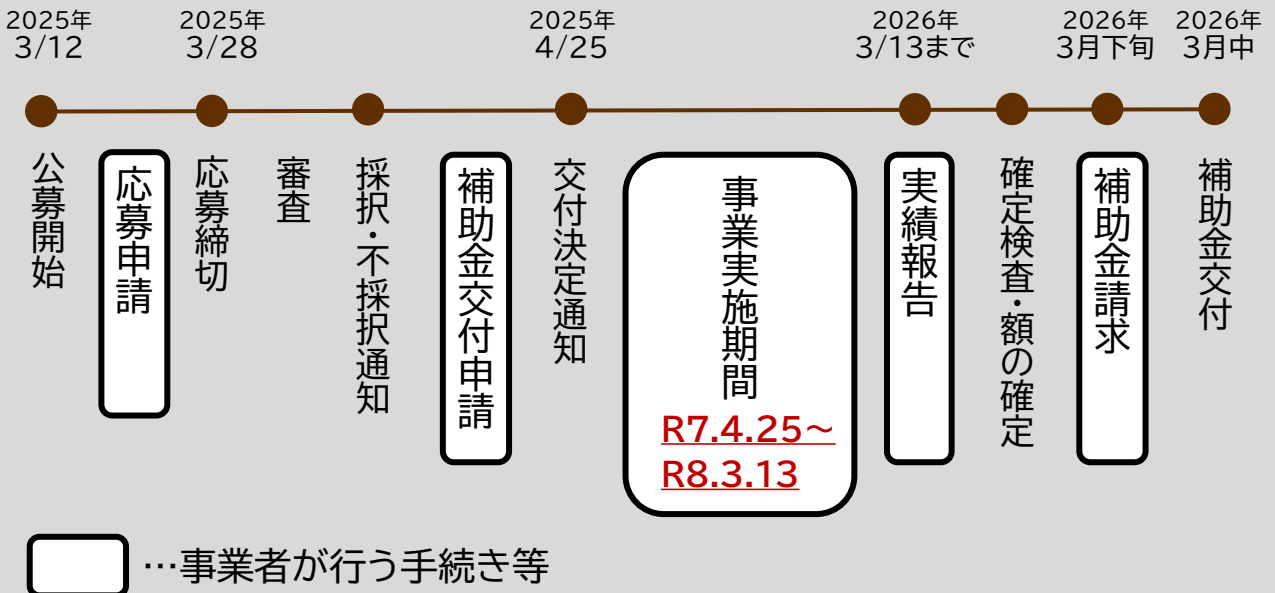 2025年
3/12
2025年
3/28
2025年
4/25
2026年
3/13まで
2026年
3月下旬
2026年
3月中
公募開始
応募申請
応募締切
審査
採択・不採択通知
補助金交付申請
交付決定通知
事業実施期間
R7.4.25～
R8.3.13
実績報告
確定検査・額の確定
補助金請求
補助金交付
…事業者が行う手続き等